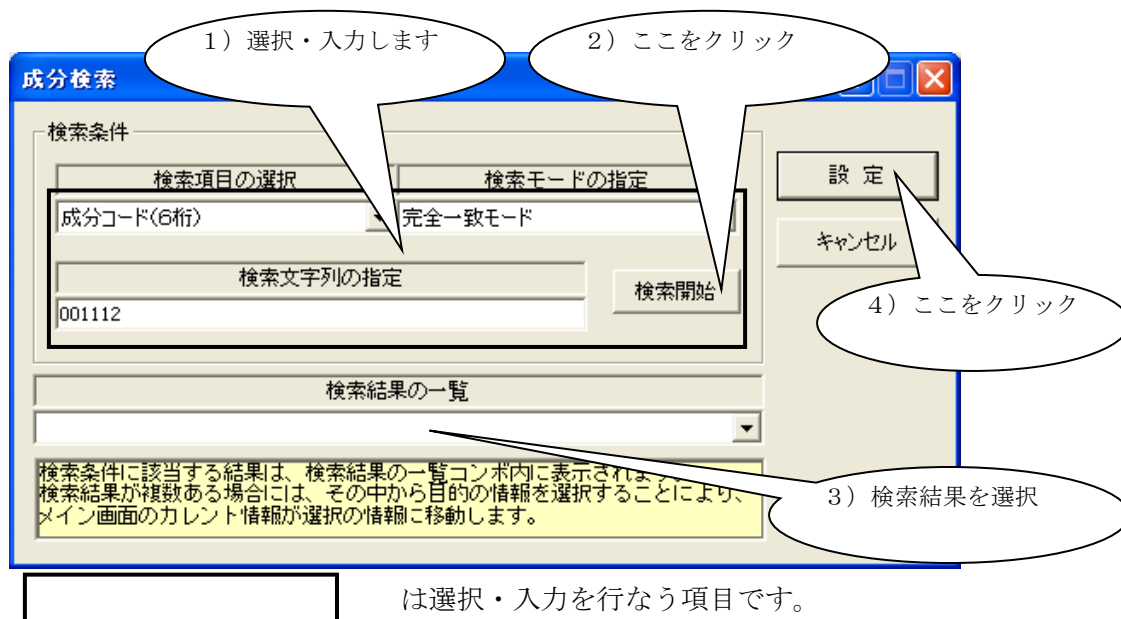 1）選択・入力します
2）ここをクリック
成分検索
検索条件
検索項目の選択
検索モードの指定
設 定
成分コード(6桁)
完全一致モード
キャンセル
検索文字列の指定
検索開始
001112
4）ここをクリック
検索結果の一覧
検索条件に該当する結果は、検索結果の一覧コンボ内に表示されます。
検索結果が複数ある場合には、その中から目的の情報を選択することにより、
メイン画面のカレント情報が選択の情報に移動します。
3）検索結果を選択
は選択・入力を行なう項目です。